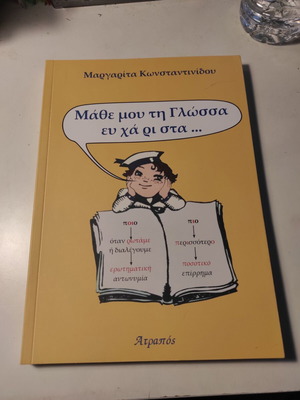 Μαργαρίτα Κωνσταντινίδου
Μάθε μου τη Γλώσσα
ευ χά ρι στα ...
ποιο
όταν ρωτάμε
ή διαλέγουμε
ερωτηματική
αντωνυμία
πιο
περισσότερο
ποσοτικό
επίρρημα
Ατραπός